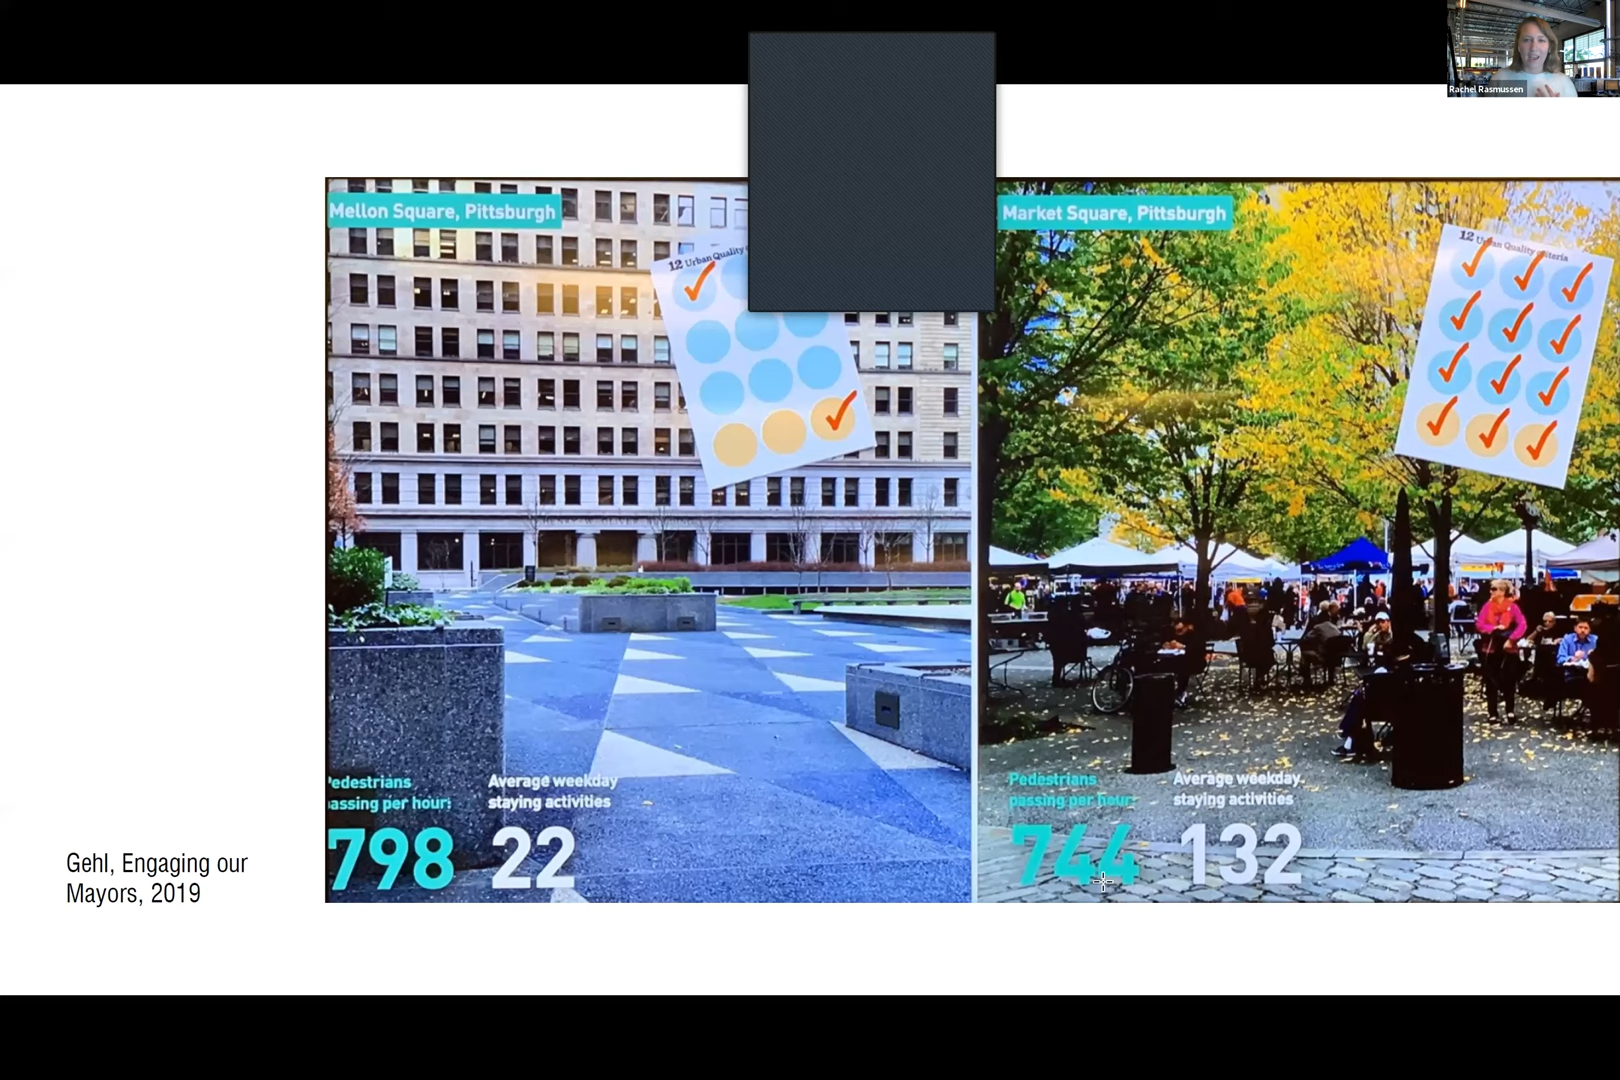 Rachel Rasmussen
Mellon Square, Pittsburgh
12 Urban Quality
Market Square, Pittsburgh
12 Urban Quality Criteria
Pedestrians
passing per hour:
798
Average weekday
staying activities
22
Pedestrians
passing per hour:
744
Average weekday
staying activities
132
Gehl, Engaging our
Mayors, 2019